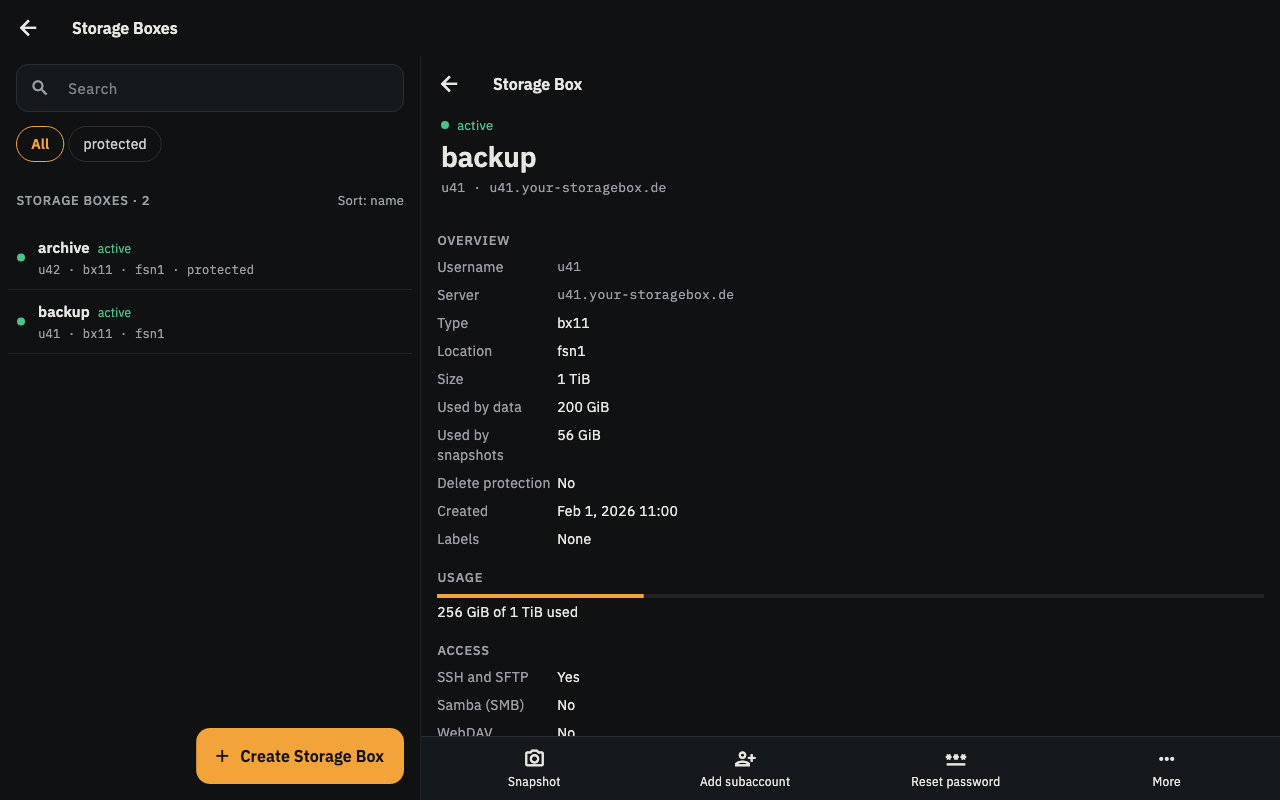 Storage Boxes
Search
All
protected
STORAGE BOXES · 2
Sort: name
archive active
u42 · bx11 · fsn1 · protected
backup active
u41 · bx11 · fsn1
+ Create Storage Box
Storage Box
active
backup
u41 · u41.your-storagebox.de
OVERVIEW
Username u41
Server u41.your-storagebox.de
Type bx11
Location fsn1
Size 1 TiB
Used by data 200 GiB
Used by snapshots 56 GiB
Delete protection No
Created Feb 1, 2026 11:00
Labels None
USAGE
256 GiB of 1 TiB used
ACCESS
SSH and SFTP Yes
Samba (SMB) No
WebDAV No
Snapshot
Add subaccount
Reset password
More